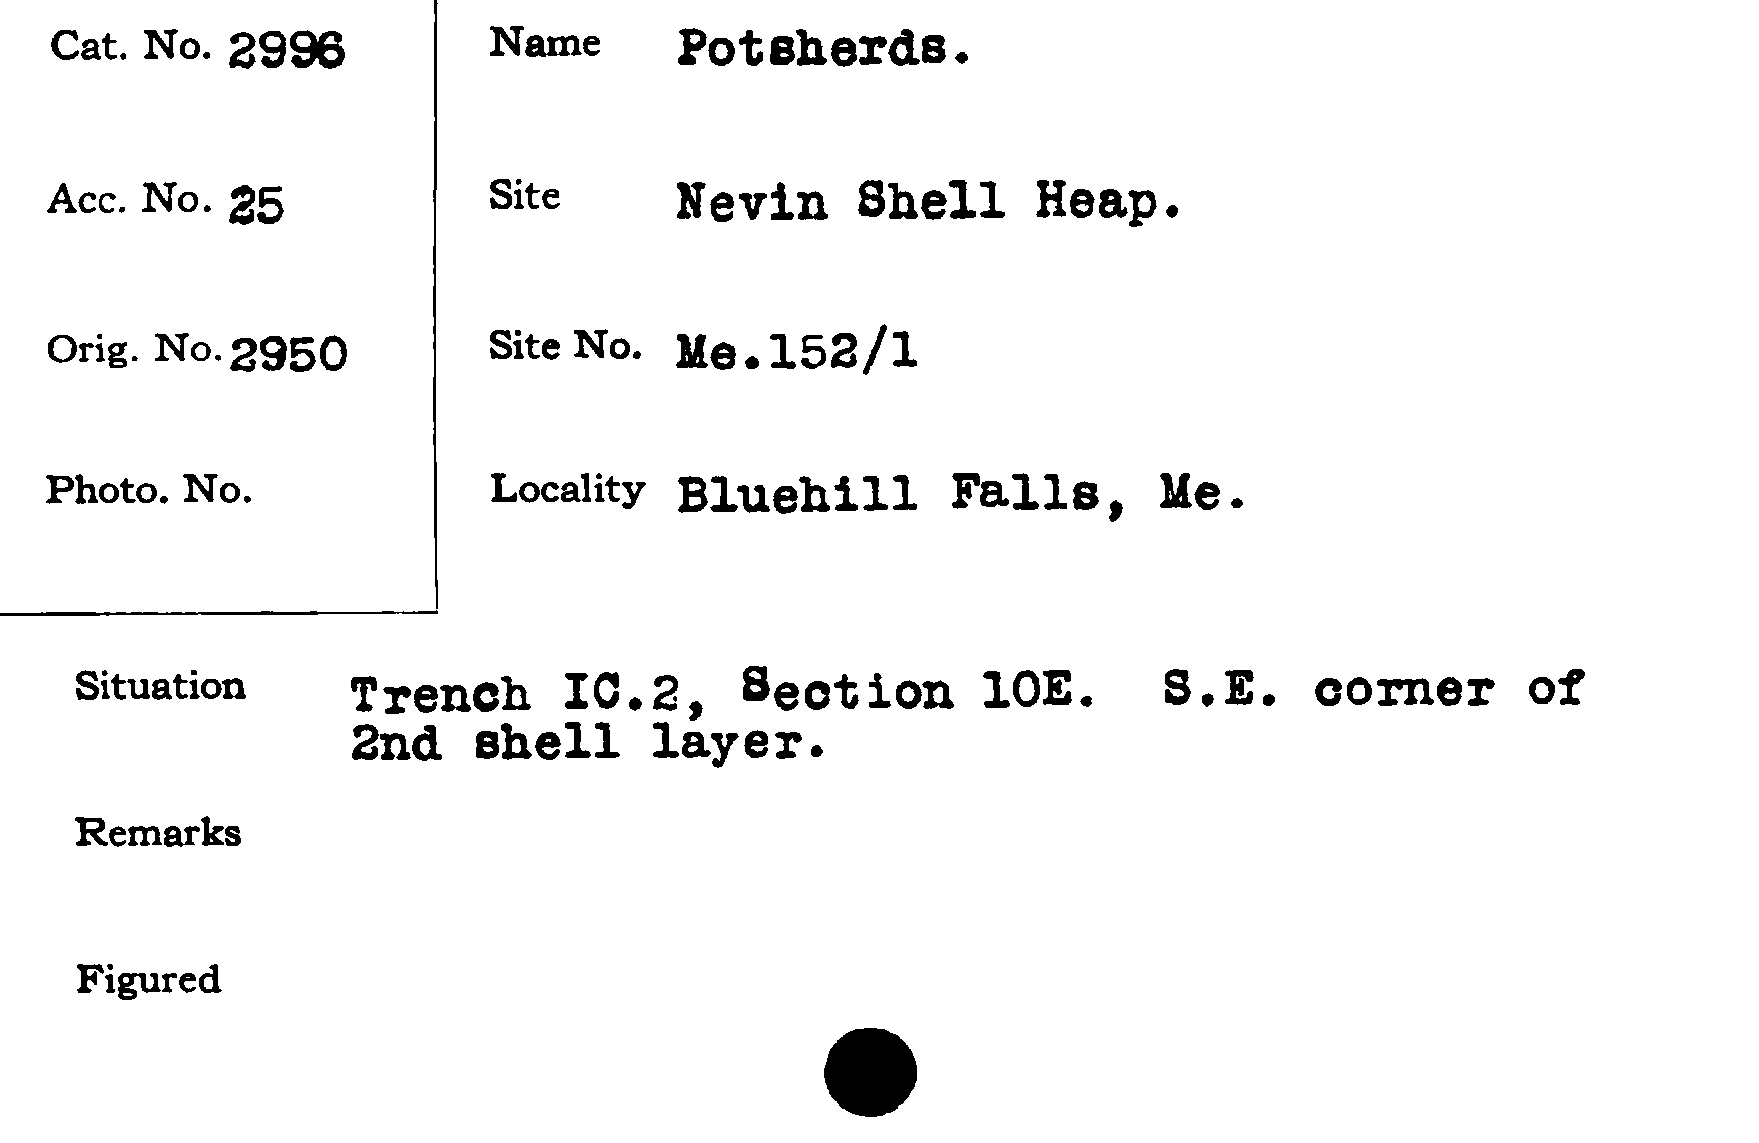 Cat. No. 2996
Acc. No. 25
Orig. No. 2950
Photo. No.
Name Potsherds.
Site Nevin Shell Heap.
Site No. Me.152/1
Locality Bluehill Falls, Me.
Situation Trench IC.2, Section 10E. S.E. corner of
2nd shell layer.
Remarks
Figured